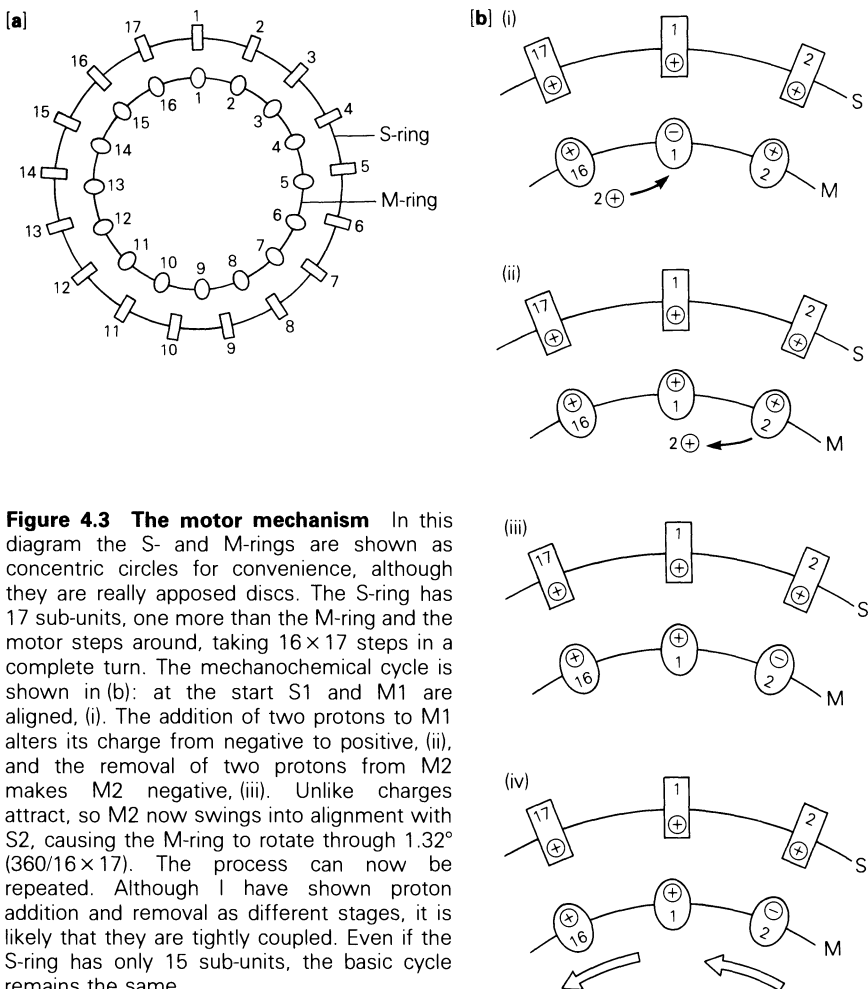 [a]
1
2
3
4
5
6
7
8
9
10
11
12
13
14
15
16
17
1
2
3
4
5
6
7
8
9
10
11
12
13
14
15
16
S-ring
M-ring
[b] (i)
17 ⊕
1 ⊕
2 ⊕
S
⊕ 16
⊖ 1
⊕ 2
M
2⊕
(ii)
17 ⊕
1 ⊕
2 ⊕
S
⊕ 16
⊕ 1
⊕ 2
M
2⊕
(iii)
17 ⊕
1 ⊕
2 ⊕
S
⊕ 16
⊕ 1
⊖ 2
M
(iv)
17 ⊕
1 ⊕
2 ⊕
S
⊕ 16
⊕ 1
⊖ 2
M
Figure 4.3 The motor mechanism In this
diagram the S- and M-rings are shown as
concentric circles for convenience, although
they are really apposed discs. The S-ring has
17 sub-units, one more than the M-ring and the
motor steps around, taking 16 × 17 steps in a
complete turn. The mechanochemical cycle is
shown in (b): at the start S1 and M1 are
aligned, (i). The addition of two protons to M1
alters its charge from negative to positive, (ii),
and the removal of two protons from M2
makes M2 negative, (iii). Unlike charges
attract, so M2 now swings into alignment with
S2, causing the M-ring to rotate through 1.32°
(360/16 × 17). The process can now be
repeated. Although I have shown proton
addition and removal as different stages, it is
likely that they are tightly coupled. Even if the
S-ring has only 15 sub-units, the basic cycle
remains the same.